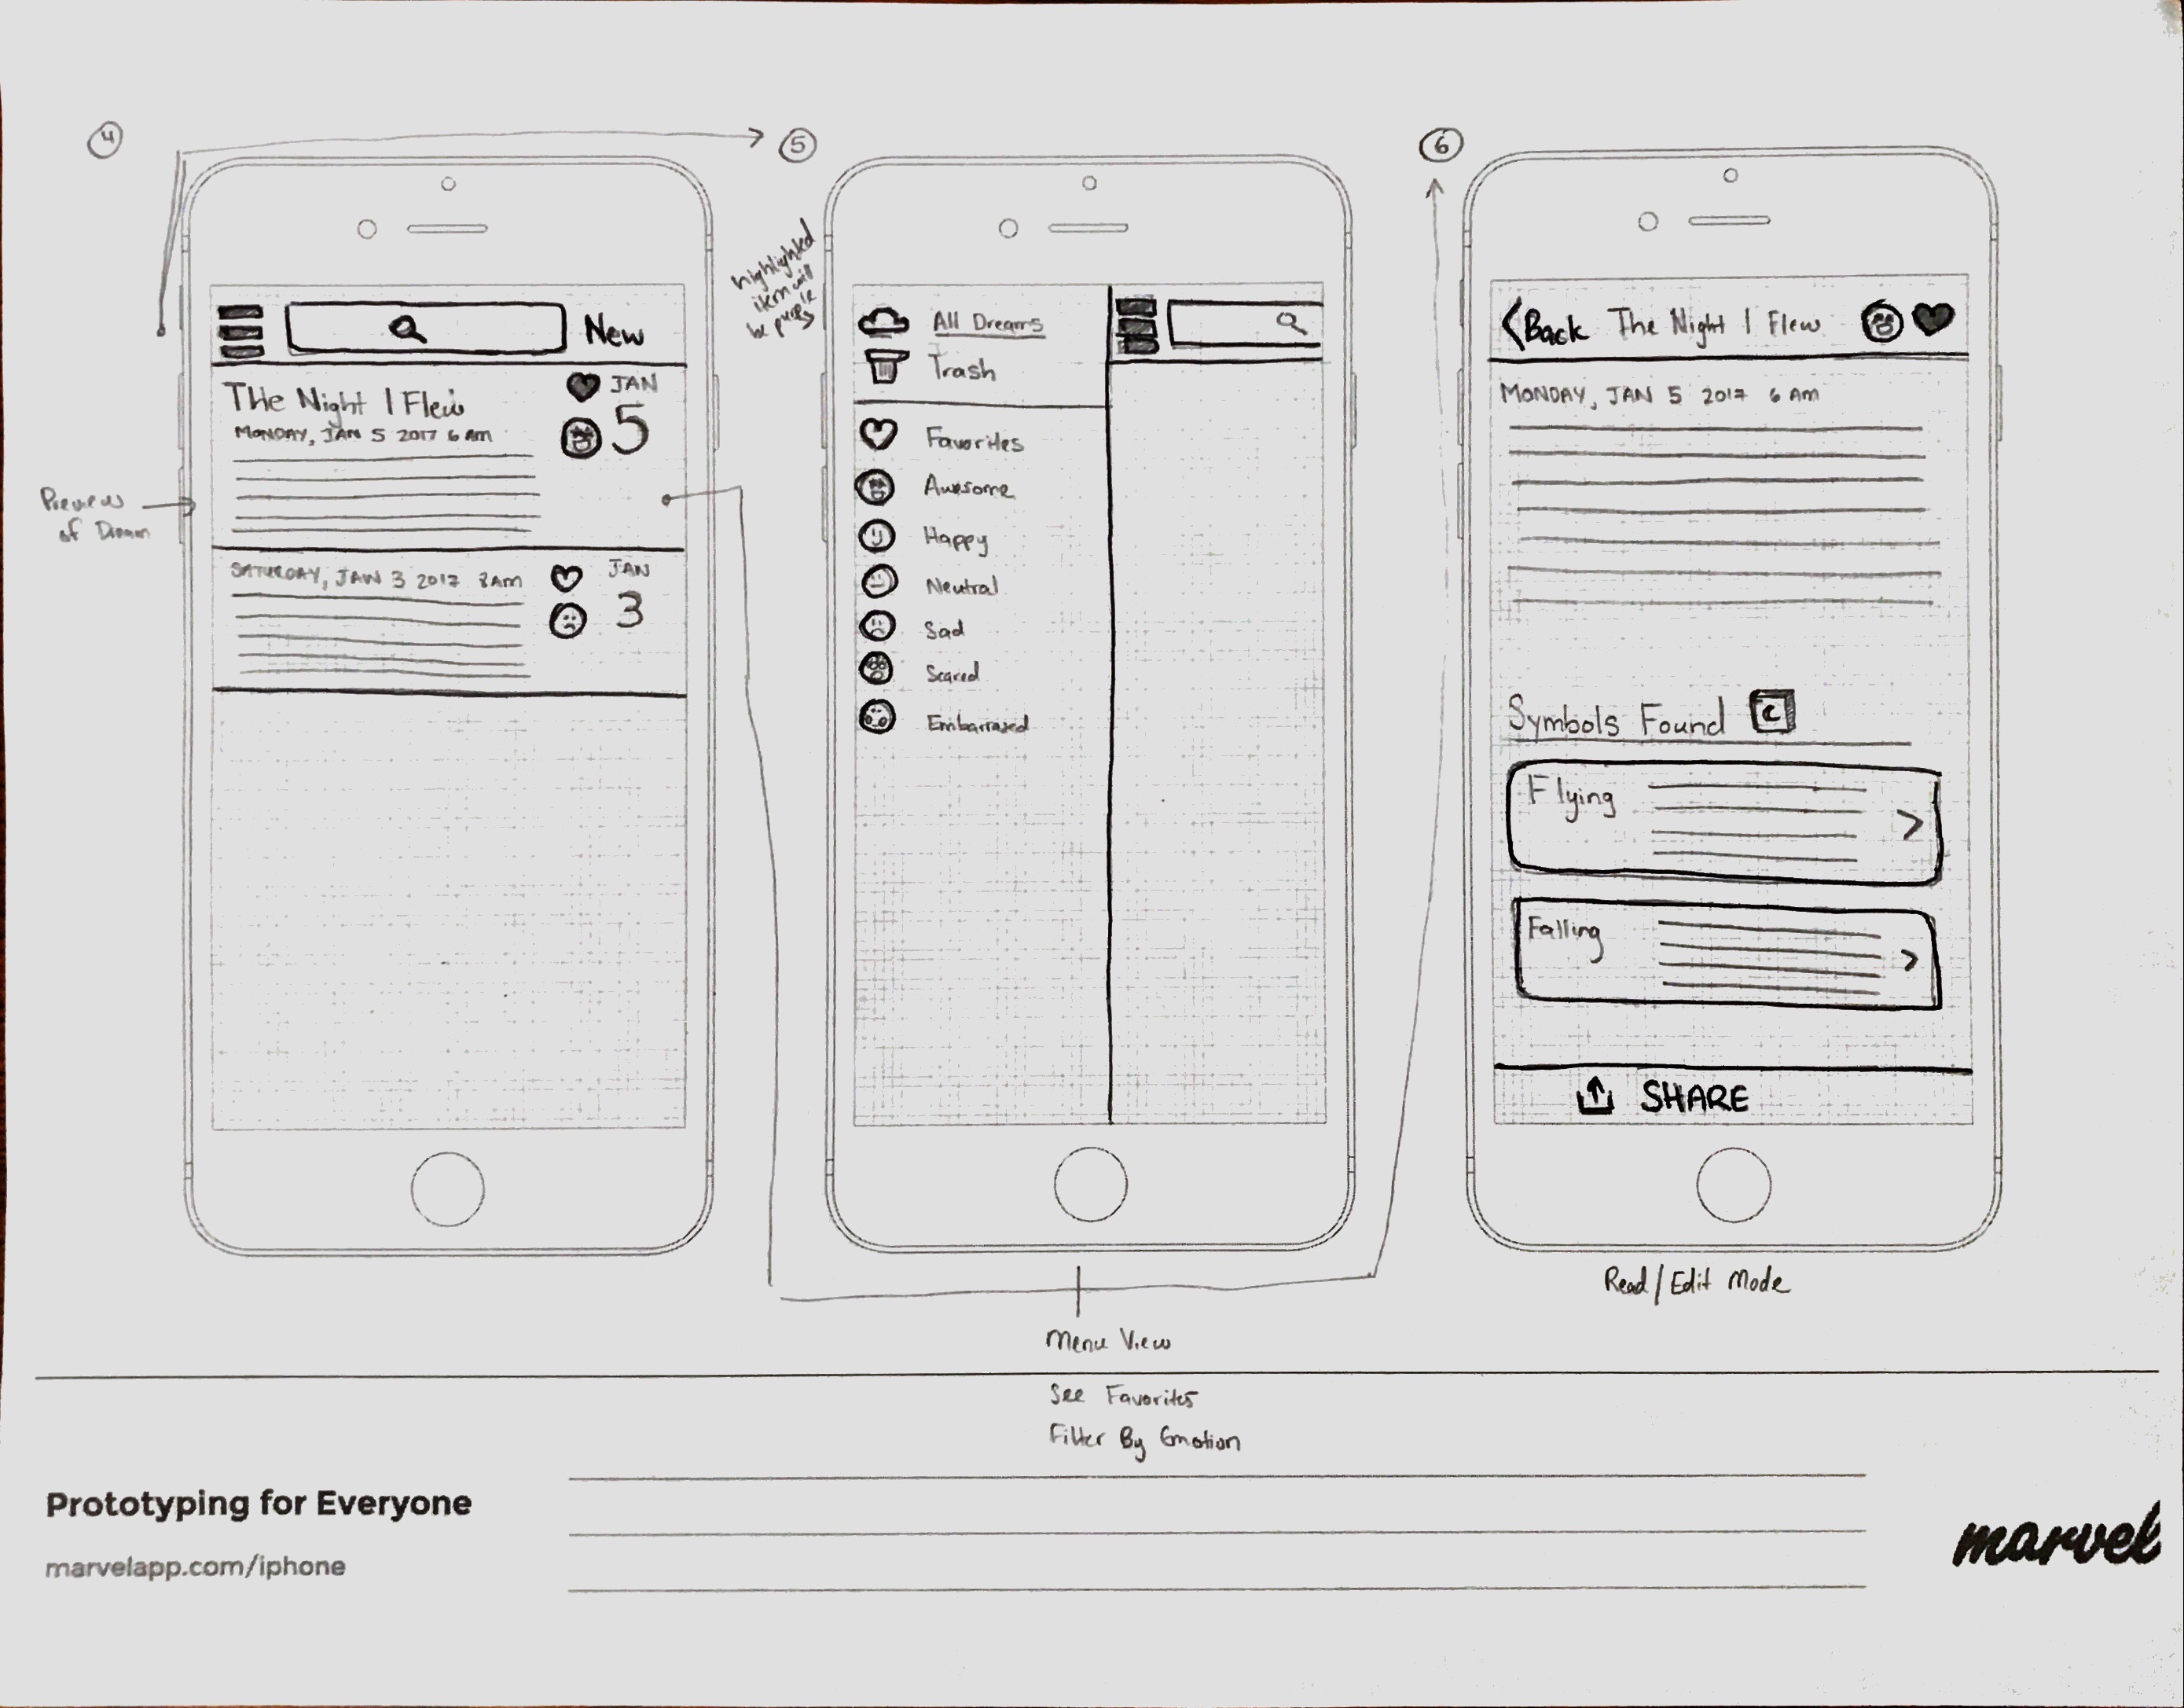 4
5
6
New
THe Night I Flew
MONDAY, JAN 5 2017 6 AM
JAN
5
Preview
of Dream
SATURDAY, JAN 3 2017 8AM
JAN
3
highlighted
item will
be purple
All Dreams
Trash
Favorites
Awesome
Happy
Neutral
Sad
Scared
Embarrased
Menu View
See Favorites
Filter By Emotion
Back The Night I Flew
MONDAY, JAN 5 2017 6 AM
Symbols Found C
Flying
Falling
SHARE
Read/Edit Mode
Prototyping for Everyone
marvelapp.com/iphone
marvel